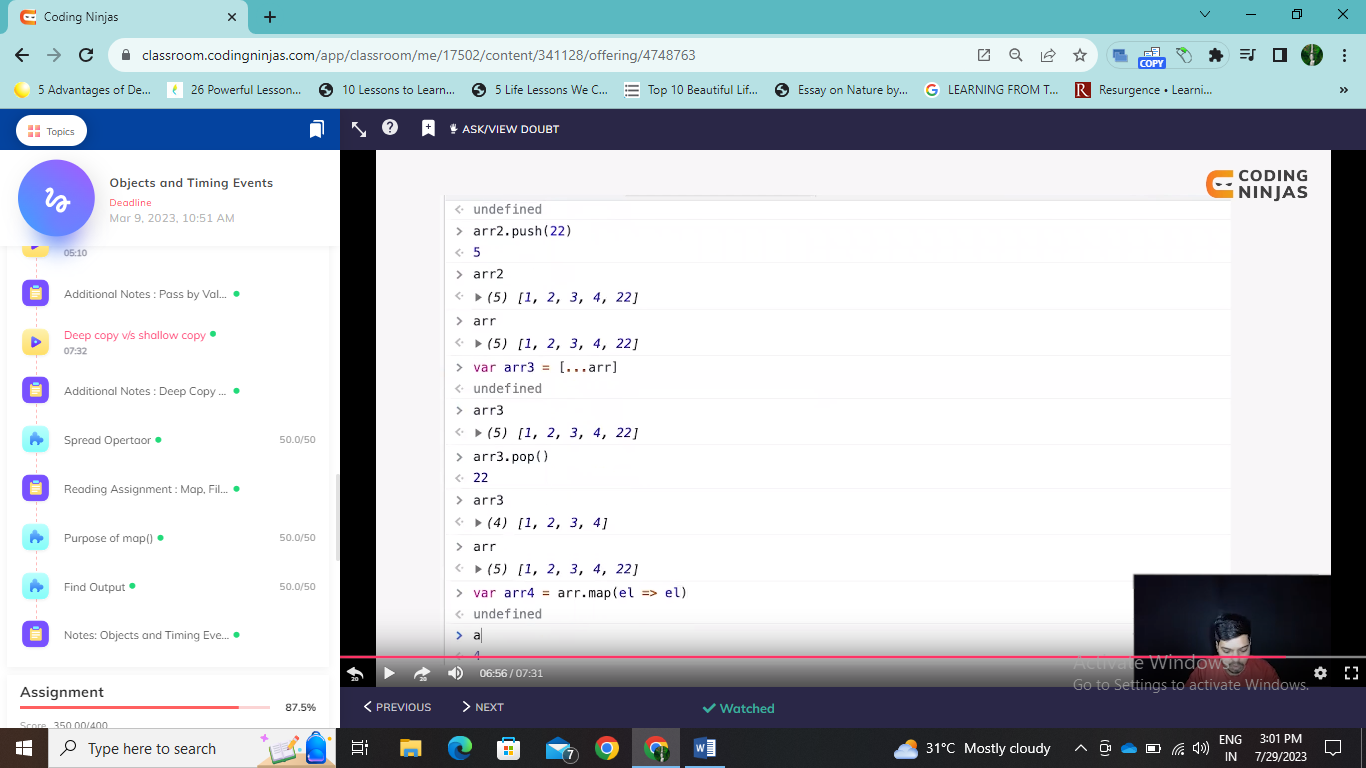 Coding Ninjas
classroom.codingninjas.com/app/classroom/me/17502/content/341128/offering/4748763
COPY
5 Advantages of De...
26 Powerful Lesson...
10 Lessons to Learn...
5 Life Lessons We C...
Top 10 Beautiful Lif...
Essay on Nature by...
LEARNING FROM T...
Resurgence • Learni...
»
Topics
ASK/VIEW DOUBT
Objects and Timing Events
Deadline
Mar 9, 2023, 10:51 AM
05:10
Additional Notes : Pass by Val...
Deep copy v/s shallow copy
07:32
Additional Notes : Deep Copy ...
Spread Opertaor 50.0/50
Reading Assignment : Map, Fil...
Purpose of map() 50.0/50
Find Output 50.0/50
Notes: Objects and Timing Eve...
Assignment
87.5%
Score 350.00/400
CODING
NINJAS
undefined
> arr2.push(22)
5
> arr2
(5) [1, 2, 3, 4, 22]
> arr
(5) [1, 2, 3, 4, 22]
> var arr3 = [...arr]
undefined
> arr3
(5) [1, 2, 3, 4, 22]
> arr3.pop()
22
> arr3
(4) [1, 2, 3, 4]
> arr
(5) [1, 2, 3, 4, 22]
> var arr4 = arr.map(el => el)
undefined
> a
4
20
20
06:56 / 07:31
Activate Windows
Go to Settings to activate Windows.
PREVIOUS
NEXT
Watched
Type here to search
7
31°C Mostly cloudy
ENG
IN
3:01 PM
7/29/2023